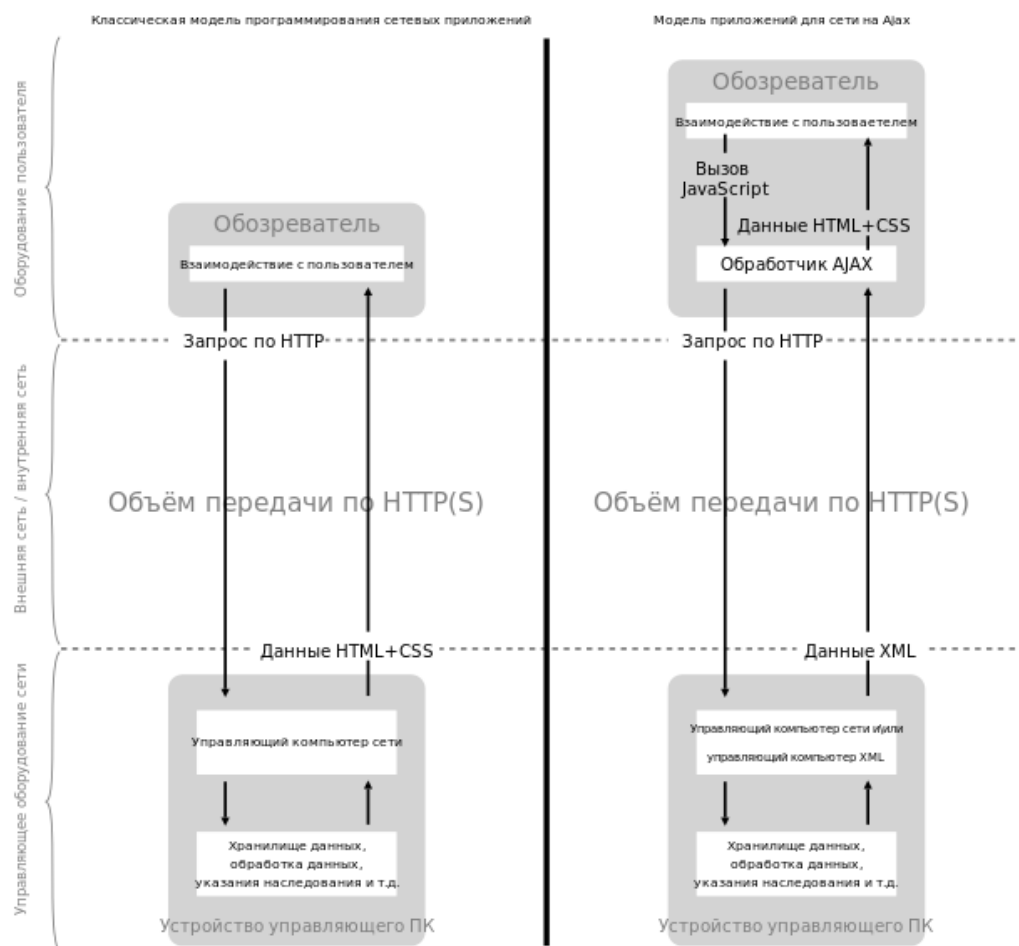 Классическая модель программирования сетевых приложений
Модель приложений для сети на Ajax
Оборудование пользователя
Внешняя сеть / внутренняя сеть
Управляющее оборудование сети
Обозреватель
Взаимодействие с пользователем
Запрос по HTTP
Объём передачи по HTTP(S)
Данные HTML+CSS
Управляющий компьютер сети
Хранилище данных,
обработка данных,
указания наследования и т.д.
Устройство управляющего ПК
Обозреватель
Взаимодействие с пользоваетелем
Вызов
JavaScript
Данные HTML+CSS
Обработчик AJAX
Запрос по HTTP
Объём передачи по HTTP(S)
Данные XML
Управляющий компьютер сети и\или
управляющий компьютер XML
Хранилище данных,
обработка данных,
указания наследования и т.д.
Устройство управляющего ПК